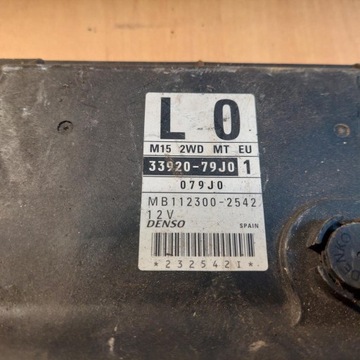 L 0
M15 2WD MT EU
33920-79J0 1
079J0
MB112300-2542
12V
DENSO SPAIN
*2325421*